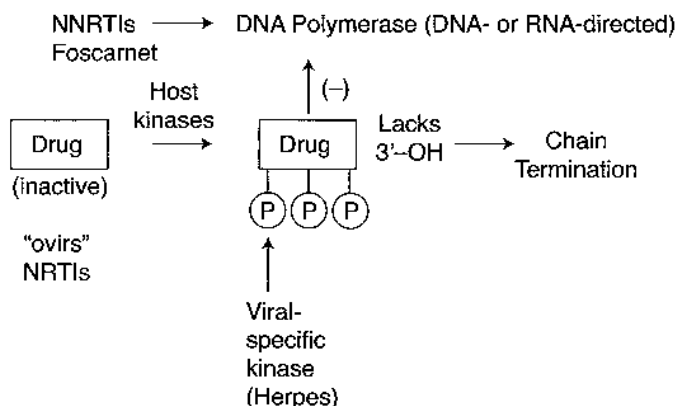 NNRTIs
Foscarnet
DNA Polymerase (DNA- or RNA-directed)
(–)
Host
kinases
Drug
(inactive)
"ovirs"
NRTIs
Drug
P P P
Lacks
3'–OH
Chain
Termination
Viral-
specific
kinase
(Herpes)